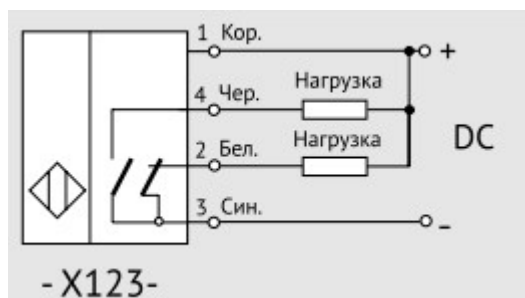 1 Кор.
+
4 Чер.
Нагрузка
2 Бел.
Нагрузка
DC
3 Син.
-
- X123-